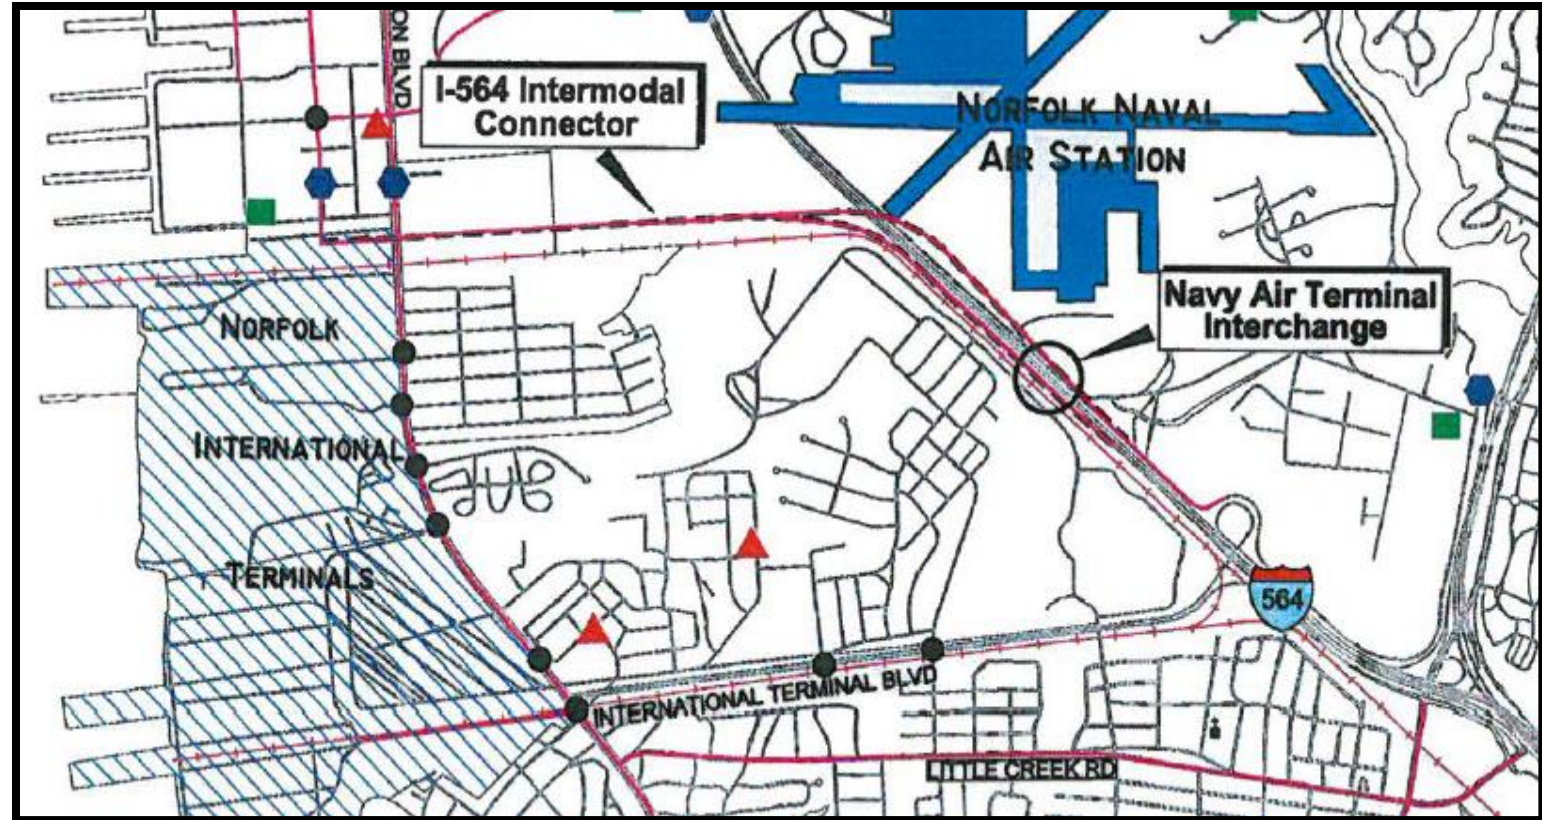 ON BLVD
I-564 Intermodal
Connector
NORFOLK NAVAL
AIR STATION
Navy Air Terminal
Interchange
NORFOLK
INTERNATIONAL
TERMINALS
564
INTERNATIONAL TERMINAL BLVD
LITTLE CREEK RD